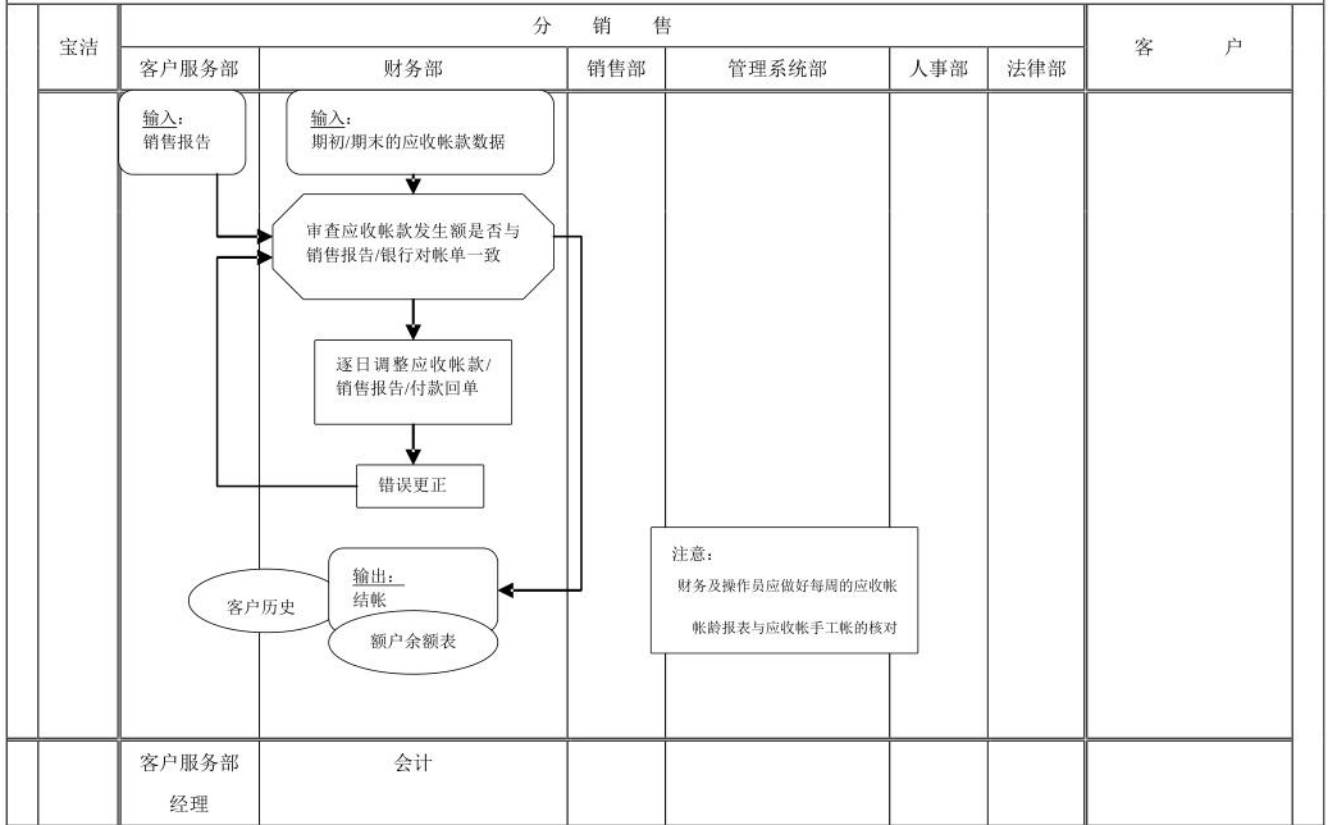 宝洁
分 销 售
客 户
客户服务部
财务部
销售部
管理系统部
人事部
法律部
输入：
销售报告
输入：
期初/期末的应收帐款数据
审查应收帐款发生额是否与
销售报告/银行对帐单一致
逐日调整应收帐款/
销售报告/付款回单
错误更正
输出：
结帐
客户历史
额户余额表
注意：
财务及操作员应做好每周的应收帐
帐龄报表与应收帐手工帐的核对
客户服务部
经理
会计